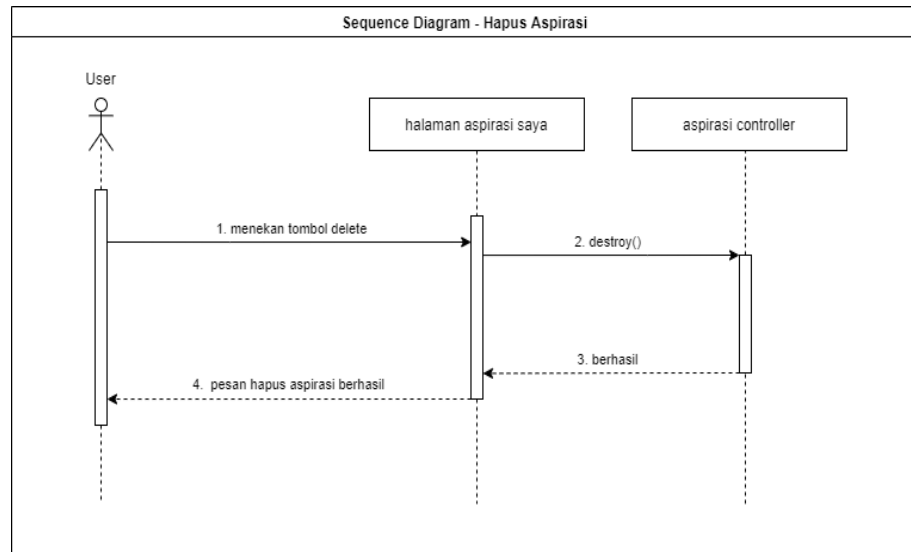 Sequence Diagram - Hapus Aspirasi
User
halaman aspirasi saya
aspirasi controller
1. menekan tombol delete
2. destroy()
3. berhasil
4. pesan hapus aspirasi berhasil